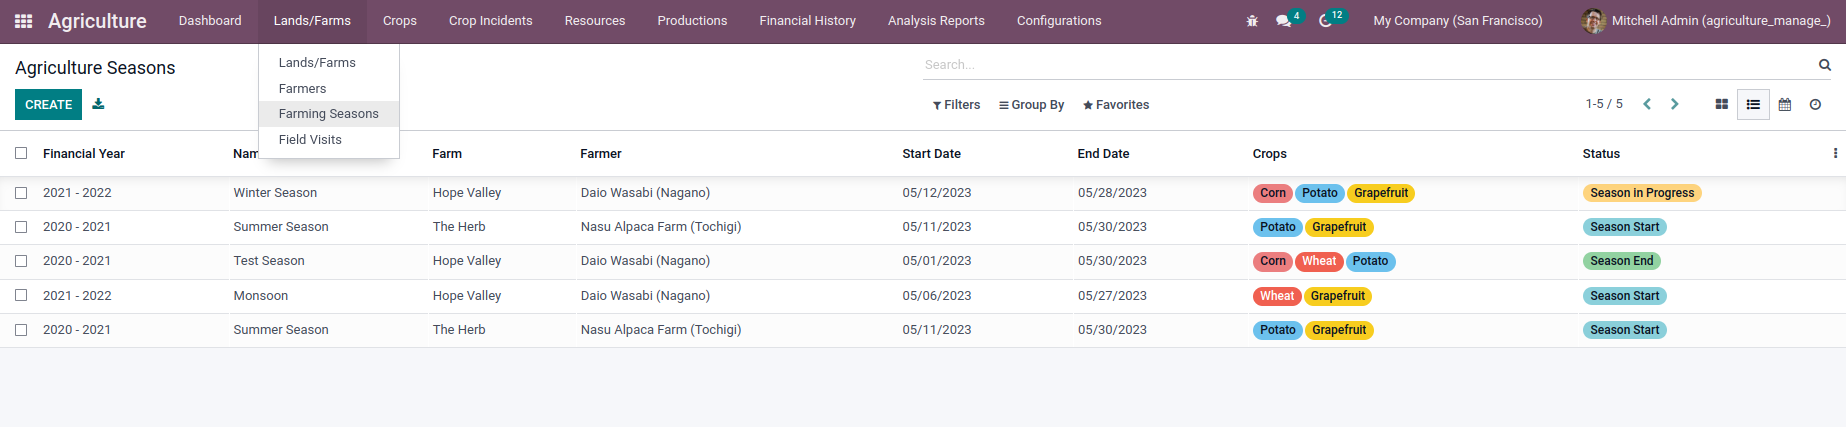 Agriculture Dashboard Lands/Farms Crops Crop Incidents Resources Productions Financial History Analysis Reports Configurations 4 12 My Company (San Francisco) Mitchell Admin (agriculture_manage_)
Lands/Farms
Farmers
Farming Seasons
Field Visits
Agriculture Seasons Search...
CREATE Filters Group By Favorites 1-5 / 5
Financial Year Nam Farm Farmer Start Date End Date Crops Status
2021 - 2022 Winter Season Hope Valley Daio Wasabi (Nagano) 05/12/2023 05/28/2023 Corn Potato Grapefruit Season in Progress
2020 - 2021 Summer Season The Herb Nasu Alpaca Farm (Tochigi) 05/11/2023 05/30/2023 Potato Grapefruit Season Start
2020 - 2021 Test Season Hope Valley Daio Wasabi (Nagano) 05/01/2023 05/30/2023 Corn Wheat Potato Season End
2021 - 2022 Monsoon Hope Valley Daio Wasabi (Nagano) 05/06/2023 05/27/2023 Wheat Grapefruit Season Start
2020 - 2021 Summer Season The Herb Nasu Alpaca Farm (Tochigi) 05/11/2023 05/30/2023 Potato Grapefruit Season Start